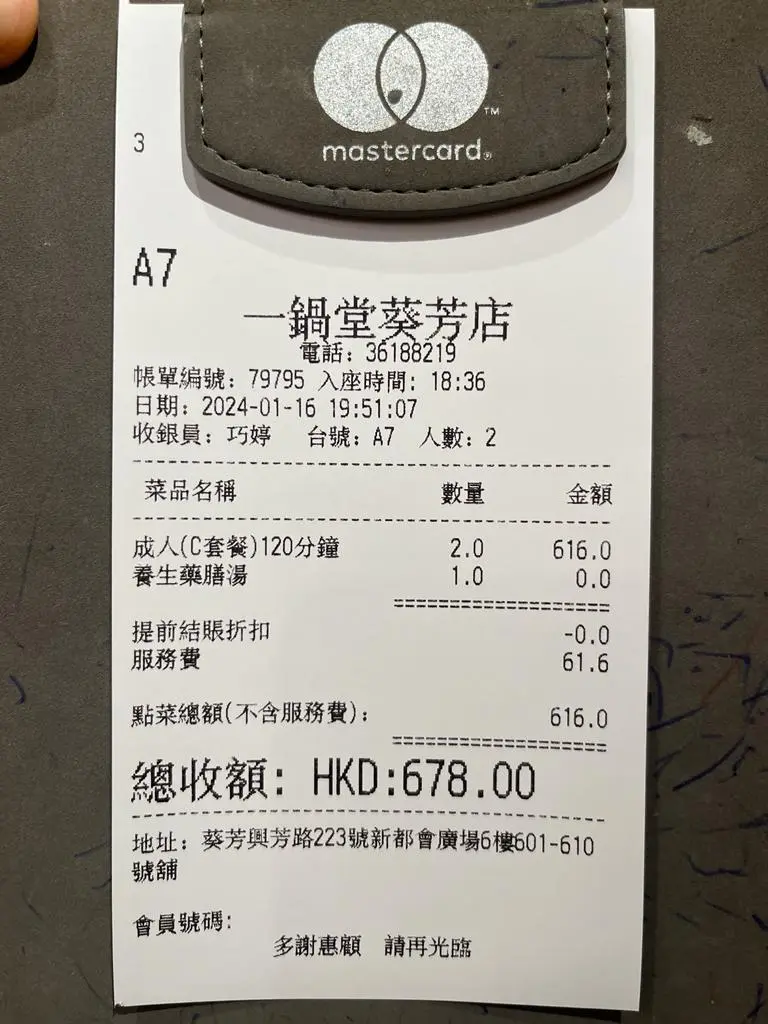 mastercard®
3
A7
一鍋堂葵芳店
電話: 36188219
帳單編號: 79795 入座時間: 18:36
日期: 2024-01-16 19:51:07
收銀員: 巧婷 台號: A7 人數: 2
菜品名稱 數量 金額
成人(C套餐)120分鐘 2.0 616.0
養生藥膳湯 1.0 0.0
提前結賬折扣 -0.0
服務費 61.6
點菜總額(不含服務費): 616.0
總收額: HKD:678.00
地址: 葵芳興芳路223號新都會廣場6樓601-610
號舖
會員號碼:
多謝惠顧 請再光臨